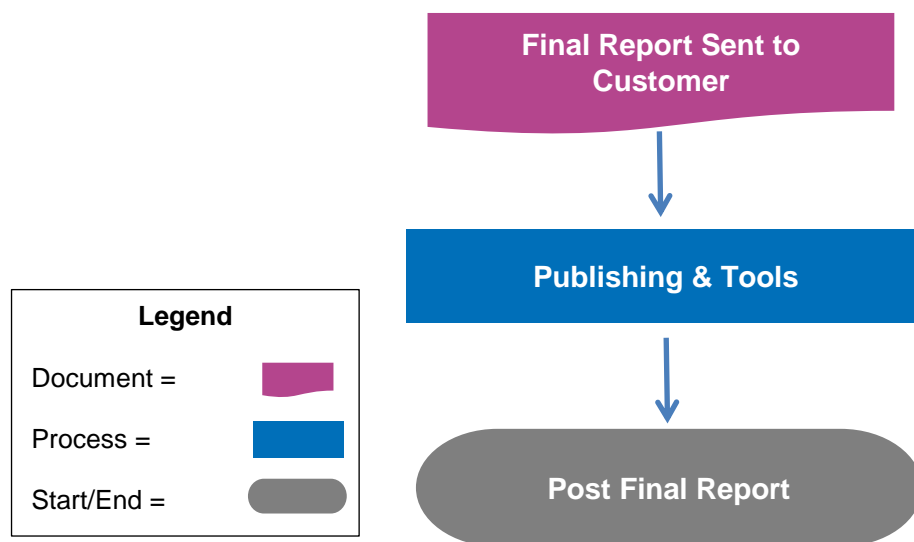 Final Report Sent to
Customer
Publishing & Tools
Legend
Document =
Process =
Start/End =
Post Final Report